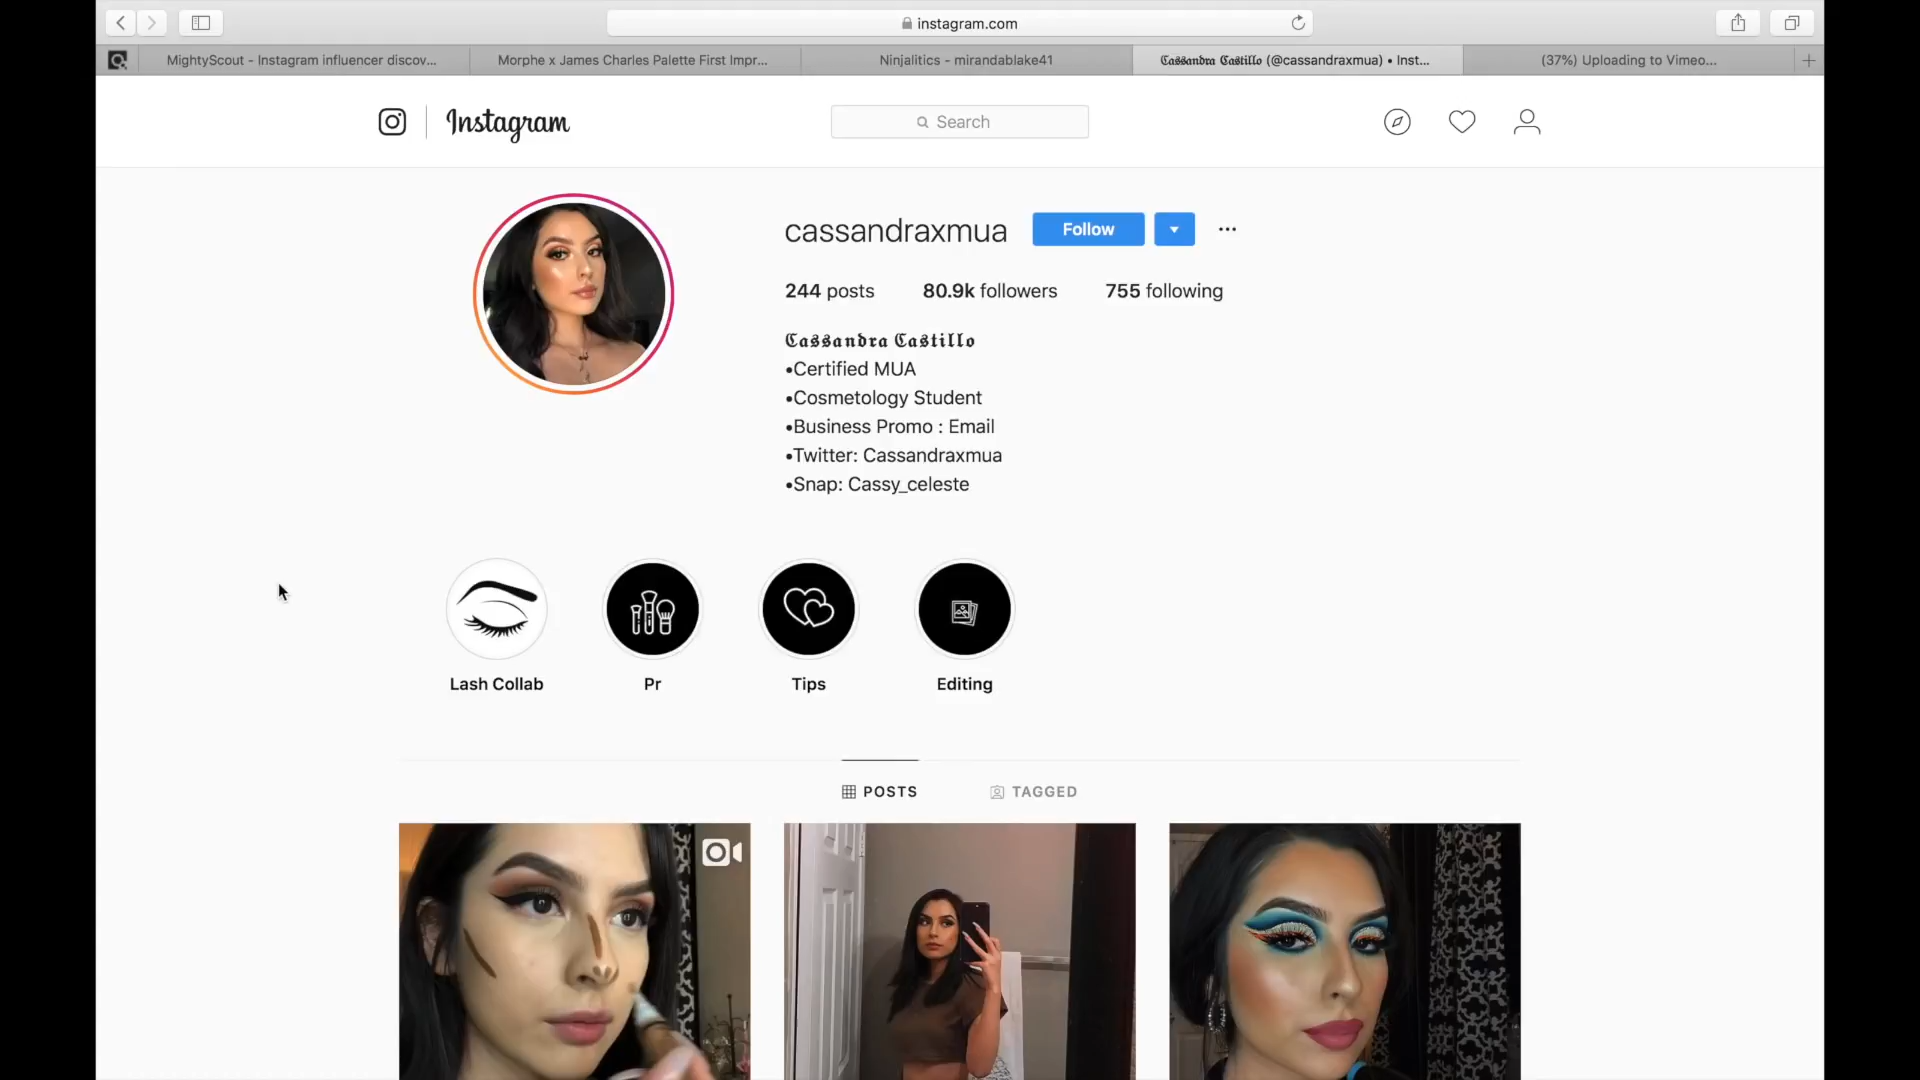 instagram.com
MightyScout - Instagram influencer discov...
Morphe x James Charles Palette First Impr...
Ninjalitics - mirandablake41
𝕮𝖆𝖘𝖘𝖆𝖓𝖉𝖗𝖆 𝕮𝖆𝖘𝖙𝖎𝖑𝖑𝖔 (@cassandraxmua) • Inst...
(37%) Uploading to Vimeo...
Instagram
Search
cassandraxmua
Follow
244 posts 80.9k followers 755 following
𝕮𝖆𝖘𝖘𝖆𝖓𝖉𝖗𝖆 𝕮𝖆𝖘𝖙𝖎𝖑𝖑𝖔
•Certified MUA
•Cosmetology Student
•Business Promo : Email
•Twitter: Cassandraxmua
•Snap: Cassy_celeste
Lash Collab
Pr
Tips
Editing
POSTS
TAGGED